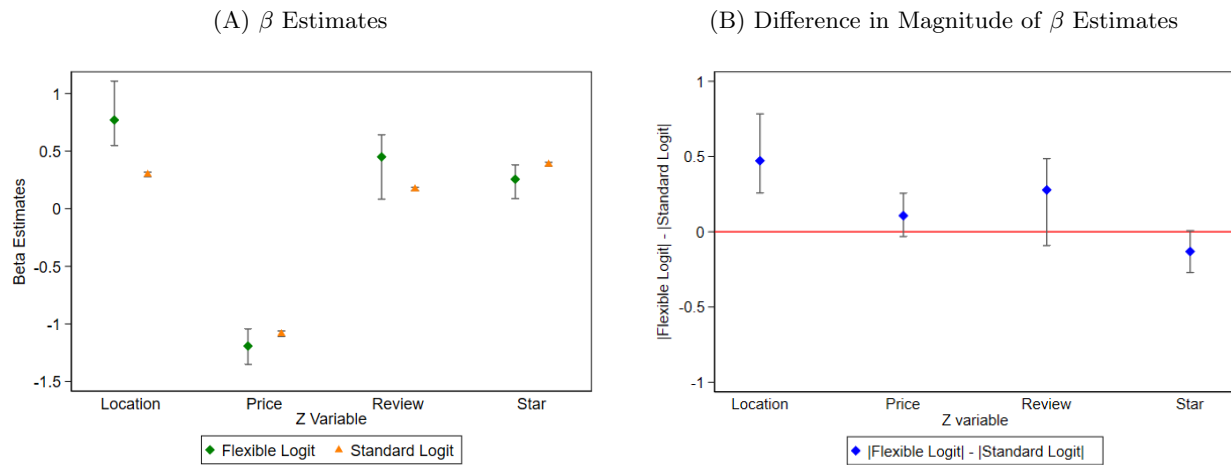 (A) β Estimates
Beta Estimates
1
0.5
0
-0.5
-1
-1.5
Location Price Review Star
Z Variable
Flexible Logit Standard Logit
(B) Difference in Magnitude of β Estimates
|Flexible Logit| - |Standard Logit|
1
0.5
0
-0.5
-1
Location Price Review Star
Z variable
|Flexible Logit| - |Standard Logit|